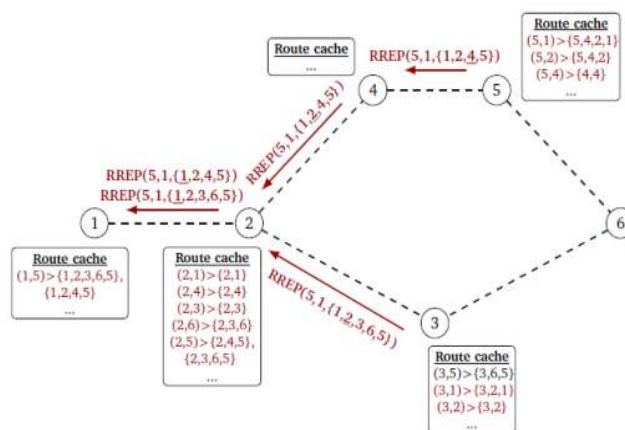 Route cache
...
RREP(5,1,{1,2,4,5})
Route cache
(5,1)>{5,4,2,1}
(5,2)>{5,4,2}
(5,4)>{4,4}
...
4
5
RREP(5,1,{1,2,4,5})
RREP(5,1,{1,2,4,5})
RREP(5,1,{1,2,3,6,5})
1
2
6
Route cache
(1,5)>{1,2,3,6,5},
{1,2,4,5}
...
Route cache
(2,1)>{2,1}
(2,4)>{2,4}
(2,3)>{2,3}
(2,6)>{2,3,6}
(2,5)>{2,4,5},
{2,3,6,5}
...
RREP(5,1,{1,2,3,6,5})
3
Route cache
(3,5)>{3,6,5}
(3,1)>{3,2,1}
(3,2)>{3,2}
...